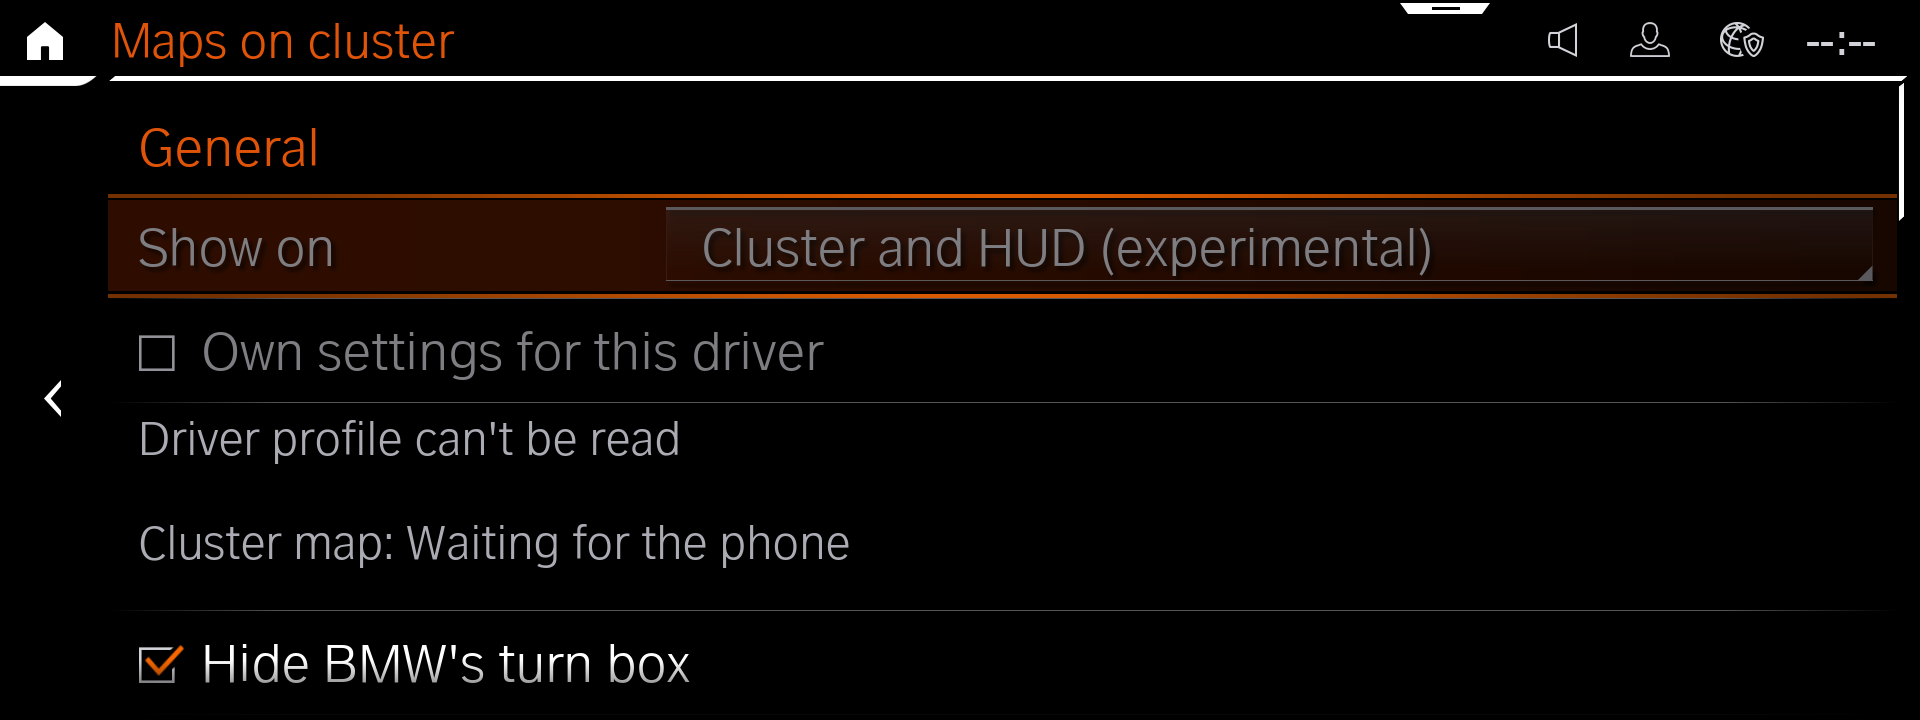 Maps on cluster
--:--
General
Show on
Cluster and HUD (experimental)
Own settings for this driver
Driver profile can't be read
Cluster map: Waiting for the phone
Hide BMW's turn box